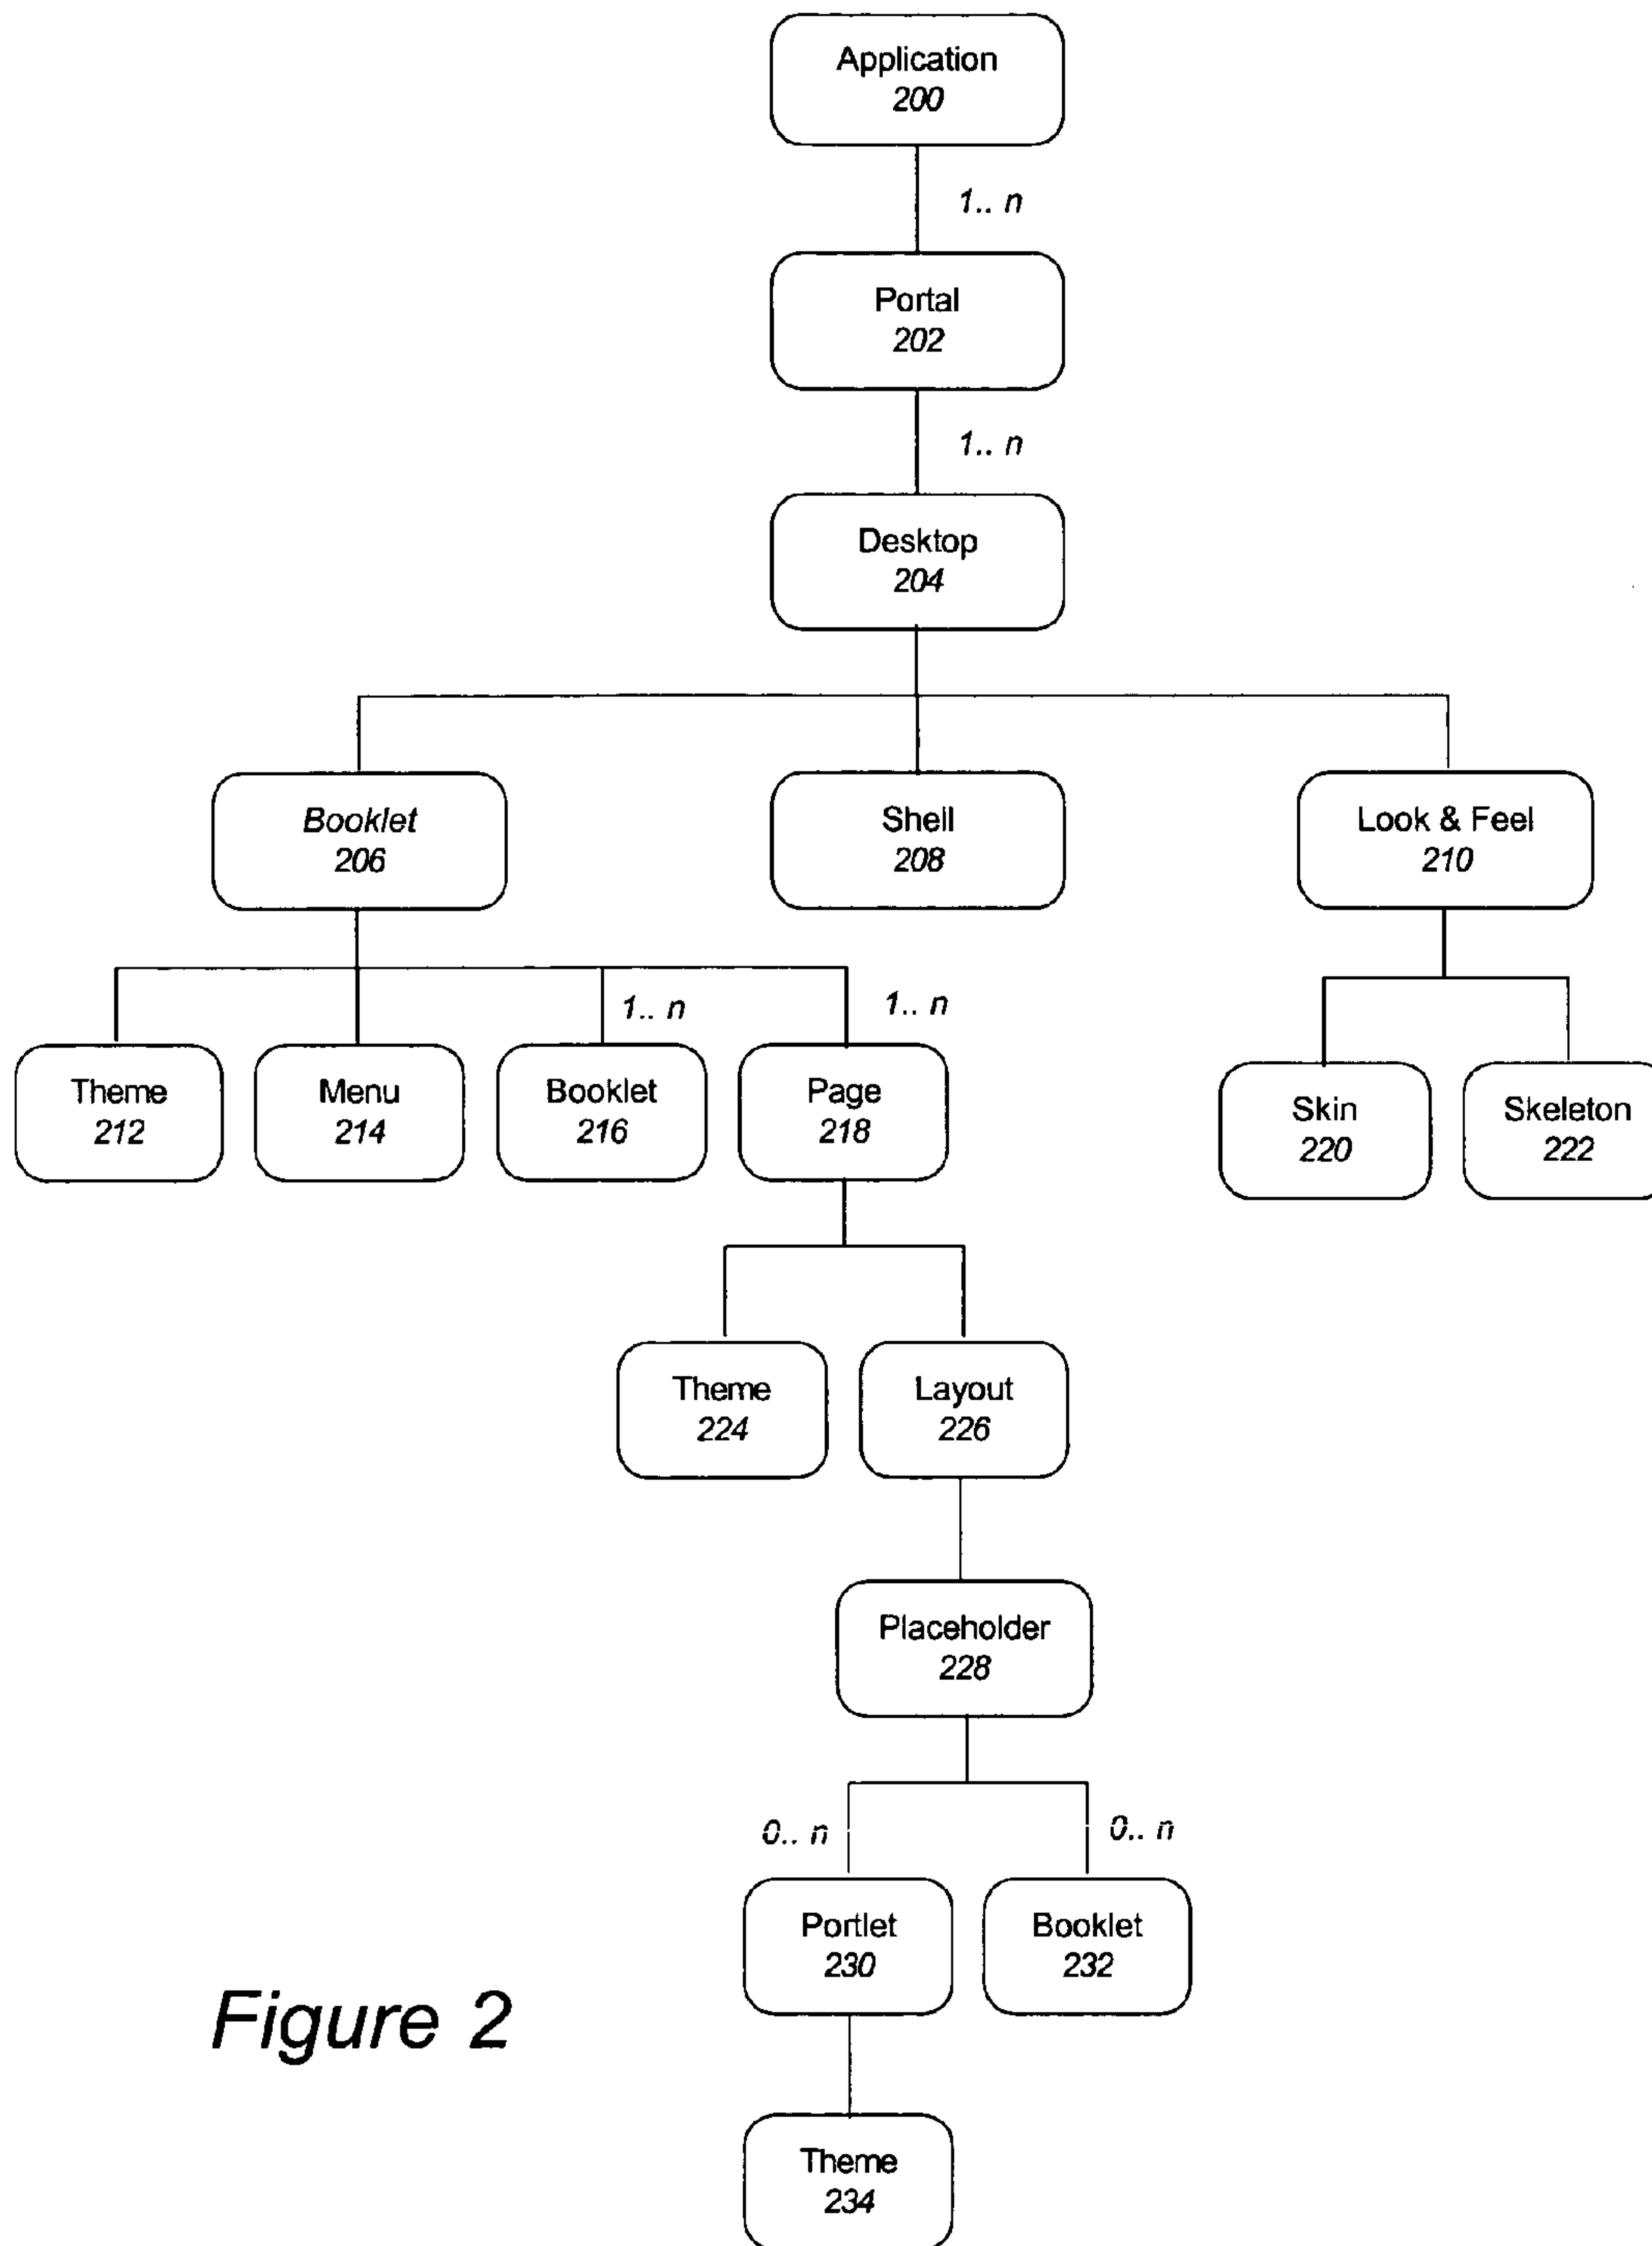 Application
200
1.. n
Portal
202
1.. n
Desktop
204
Booklet
206
Shell
208
Look & Feel
210
1.. n
1.. n
Theme
212
Menu
214
Booklet
216
Page
218
Skin
220
Skeleton
222
Theme
224
Layout
226
Placeholder
228
0.. n
0.. n
Portlet
230
Booklet
232
Figure 2
Theme
234